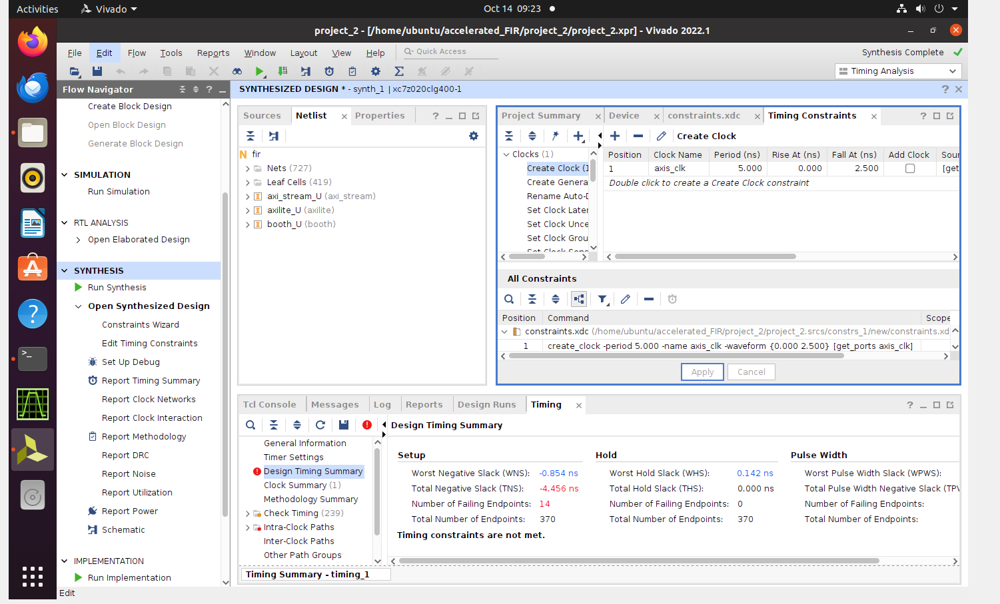 Activities
Vivado
Oct 14 09:23
project_2 - [/home/ubuntu/accelerated_FIR/project_2/project_2.xpr] - Vivado 2022.1
File Edit Flow Tools Reports Window Layout View Help
Quick Access
Synthesis Complete
Timing Analysis
Flow Navigator
Create Block Design
Open Block Design
Generate Block Design
SIMULATION
Run Simulation
RTL ANALYSIS
Open Elaborated Design
SYNTHESIS
Run Synthesis
Open Synthesized Design
Constraints Wizard
Edit Timing Constraints
Set Up Debug
Report Timing Summary
Report Clock Networks
Report Clock Interaction
Report Methodology
Report DRC
Report Noise
Report Utilization
Report Power
Schematic
IMPLEMENTATION
Run Implementation
Edit
SYNTHESIZED DESIGN * - synth_1 | xc7z020clg400-1
Sources Netlist Properties
fir
Nets (727)
Leaf Cells (419)
axi_stream_U (axi_stream)
axilite_U (axilite)
booth_U (booth)
Project Summary Device constraints.xdc Timing Constraints
Clocks (1)
Create Clock (1
Create Genera
Rename Auto-D
Set Clock Later
Set Clock Unce
Set Clock Grou
Create Clock
Position Clock Name Period (ns) Rise At (ns) Fall At (ns) Add Clock Sour
1 axis_clk 5.000 0.000 2.500 [get
Double click to create a Create Clock constraint
All Constraints
Position Command Scope
constraints.xdc (/home/ubuntu/accelerated_FIR/project_2/project_2.srcs/constrs_1/new/constraints.xd
1 create_clock -period 5.000 -name axis_clk -waveform {0.000 2.500} [get_ports axis_clk]
Apply Cancel
Tcl Console Messages Log Reports Design Runs Timing
General Information
Timer Settings
Design Timing Summary
Clock Summary (1)
Methodology Summary
Check Timing (239)
Intra-Clock Paths
Inter-Clock Paths
Other Path Groups
Design Timing Summary
Setup Hold Pulse Width
Worst Negative Slack (WNS): -0.854 ns Worst Hold Slack (WHS): 0.142 ns Worst Pulse Width Slack (WPWS):
Total Negative Slack (TNS): -4.456 ns Total Hold Slack (THS): 0.000 ns Total Pulse Width Negative Slack (TPV
Number of Failing Endpoints: 14 Number of Failing Endpoints: 0 Number of Failing Endpoints:
Total Number of Endpoints: 370 Total Number of Endpoints: 370 Total Number of Endpoints:
Timing constraints are not met.
Timing Summary - timing_1